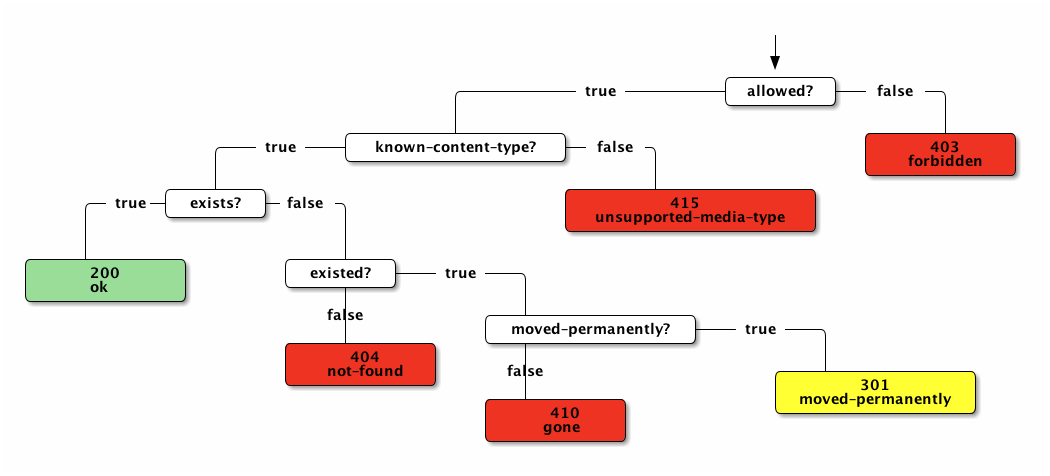 allowed?
true
false
403
forbidden
known-content-type?
true
false
415
unsupported-media-type
exists?
true
false
200
ok
existed?
true
false
404
not-found
moved-permanently?
true
false
301
moved-permanently
410
gone